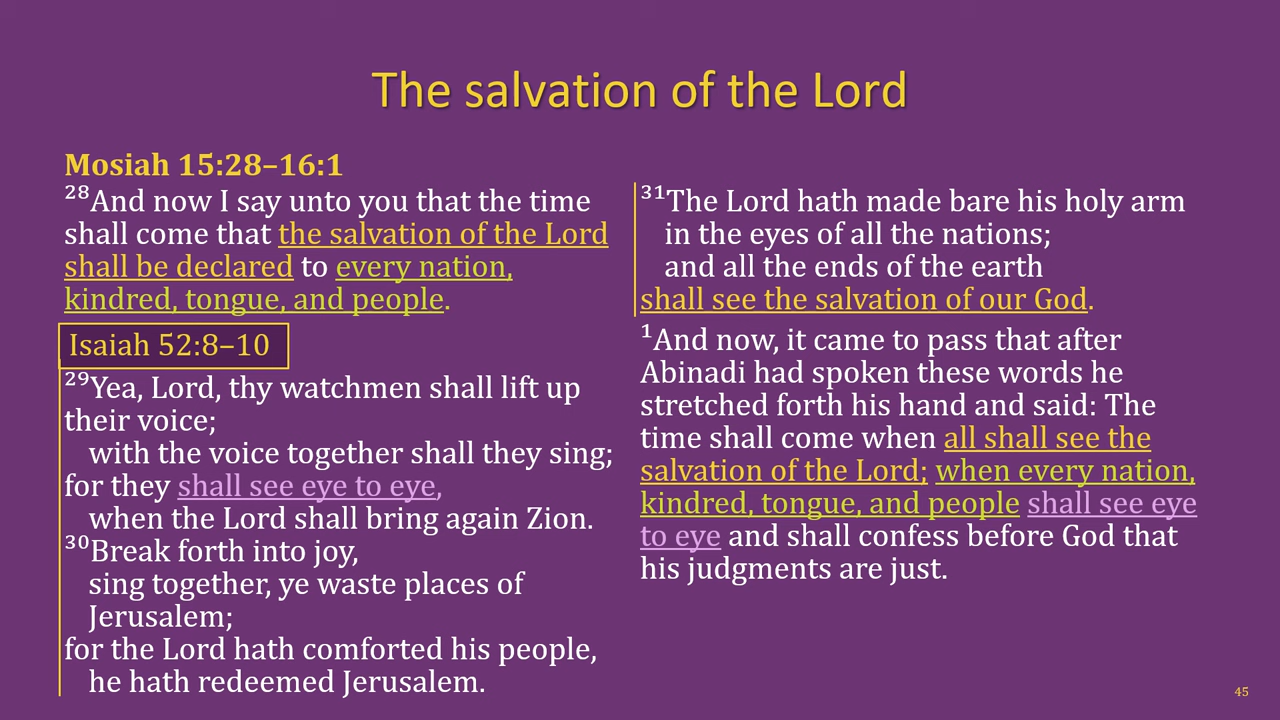 The salvation of the Lord
Mosiah 15:28–16:1
²⁸And now I say unto you that the time
shall come that the salvation of the Lord
shall be declared to every nation,
kindred, tongue, and people.
Isaiah 52:8–10
²⁹Yea, Lord, thy watchmen shall lift up
their voice;
with the voice together shall they sing;
for they shall see eye to eye,
when the Lord shall bring again Zion.
³⁰Break forth into joy,
sing together, ye waste places of
Jerusalem;
for the Lord hath comforted his people,
he hath redeemed Jerusalem.
³¹The Lord hath made bare his holy arm
in the eyes of all the nations;
and all the ends of the earth
shall see the salvation of our God.
¹And now, it came to pass that after
Abinadi had spoken these words he
stretched forth his hand and said: The
time shall come when all shall see the
salvation of the Lord; when every nation,
kindred, tongue, and people shall see eye
to eye and shall confess before God that
his judgments are just.
45